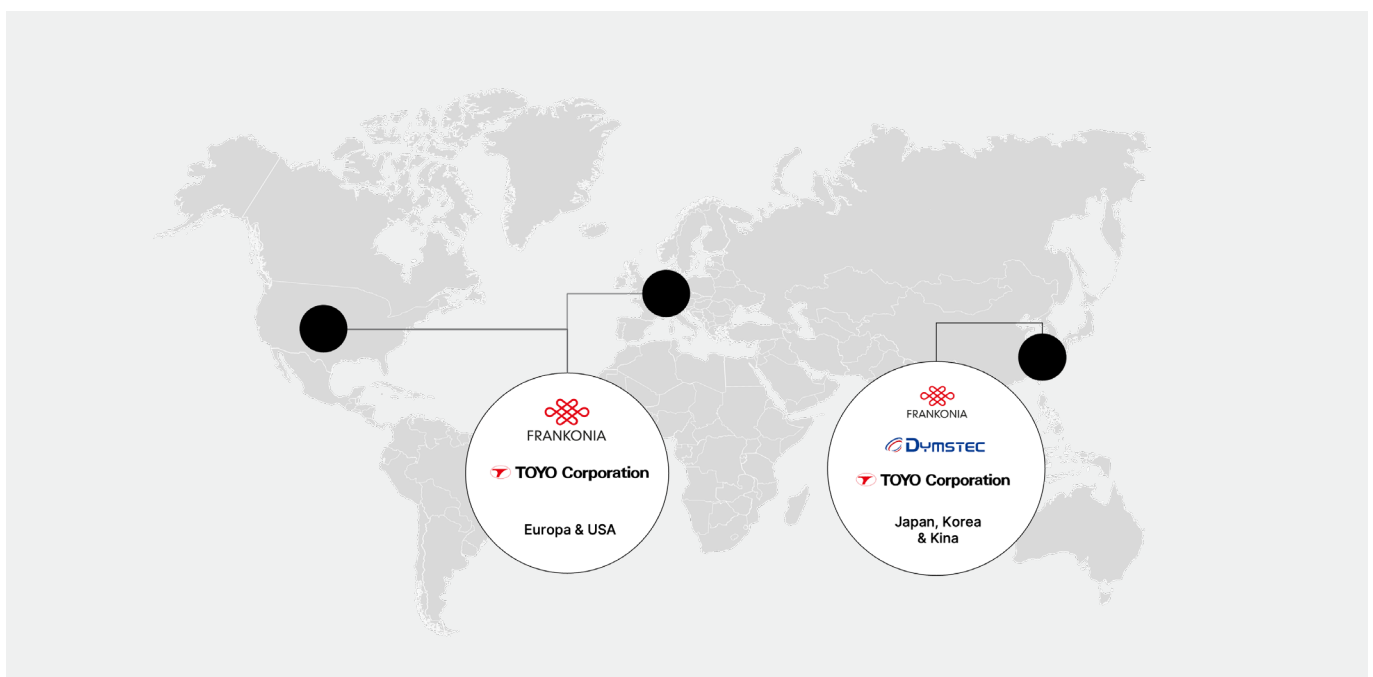 FRANKONIA
TOYO Corporation
Europa & USA
FRANKONIA
DYMSTEC
TOYO Corporation
Japan, Korea
& Kina